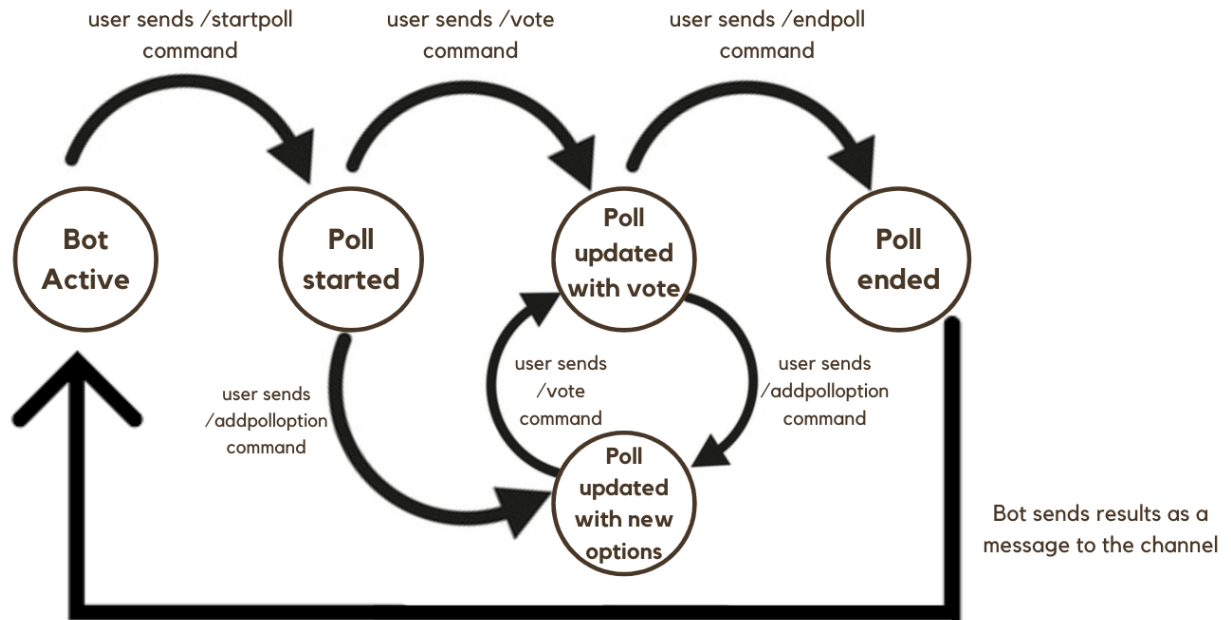 user sends /startpoll
command
user sends /vote
command
user sends /endpoll
command
Bot
Active
Poll
started
Poll
updated
with vote
Poll
ended
user sends
/addpolloption
command
user sends
/vote
command
user sends
/addpolloption
command
Poll
updated
with new
options
Bot sends results as a
message to the channel